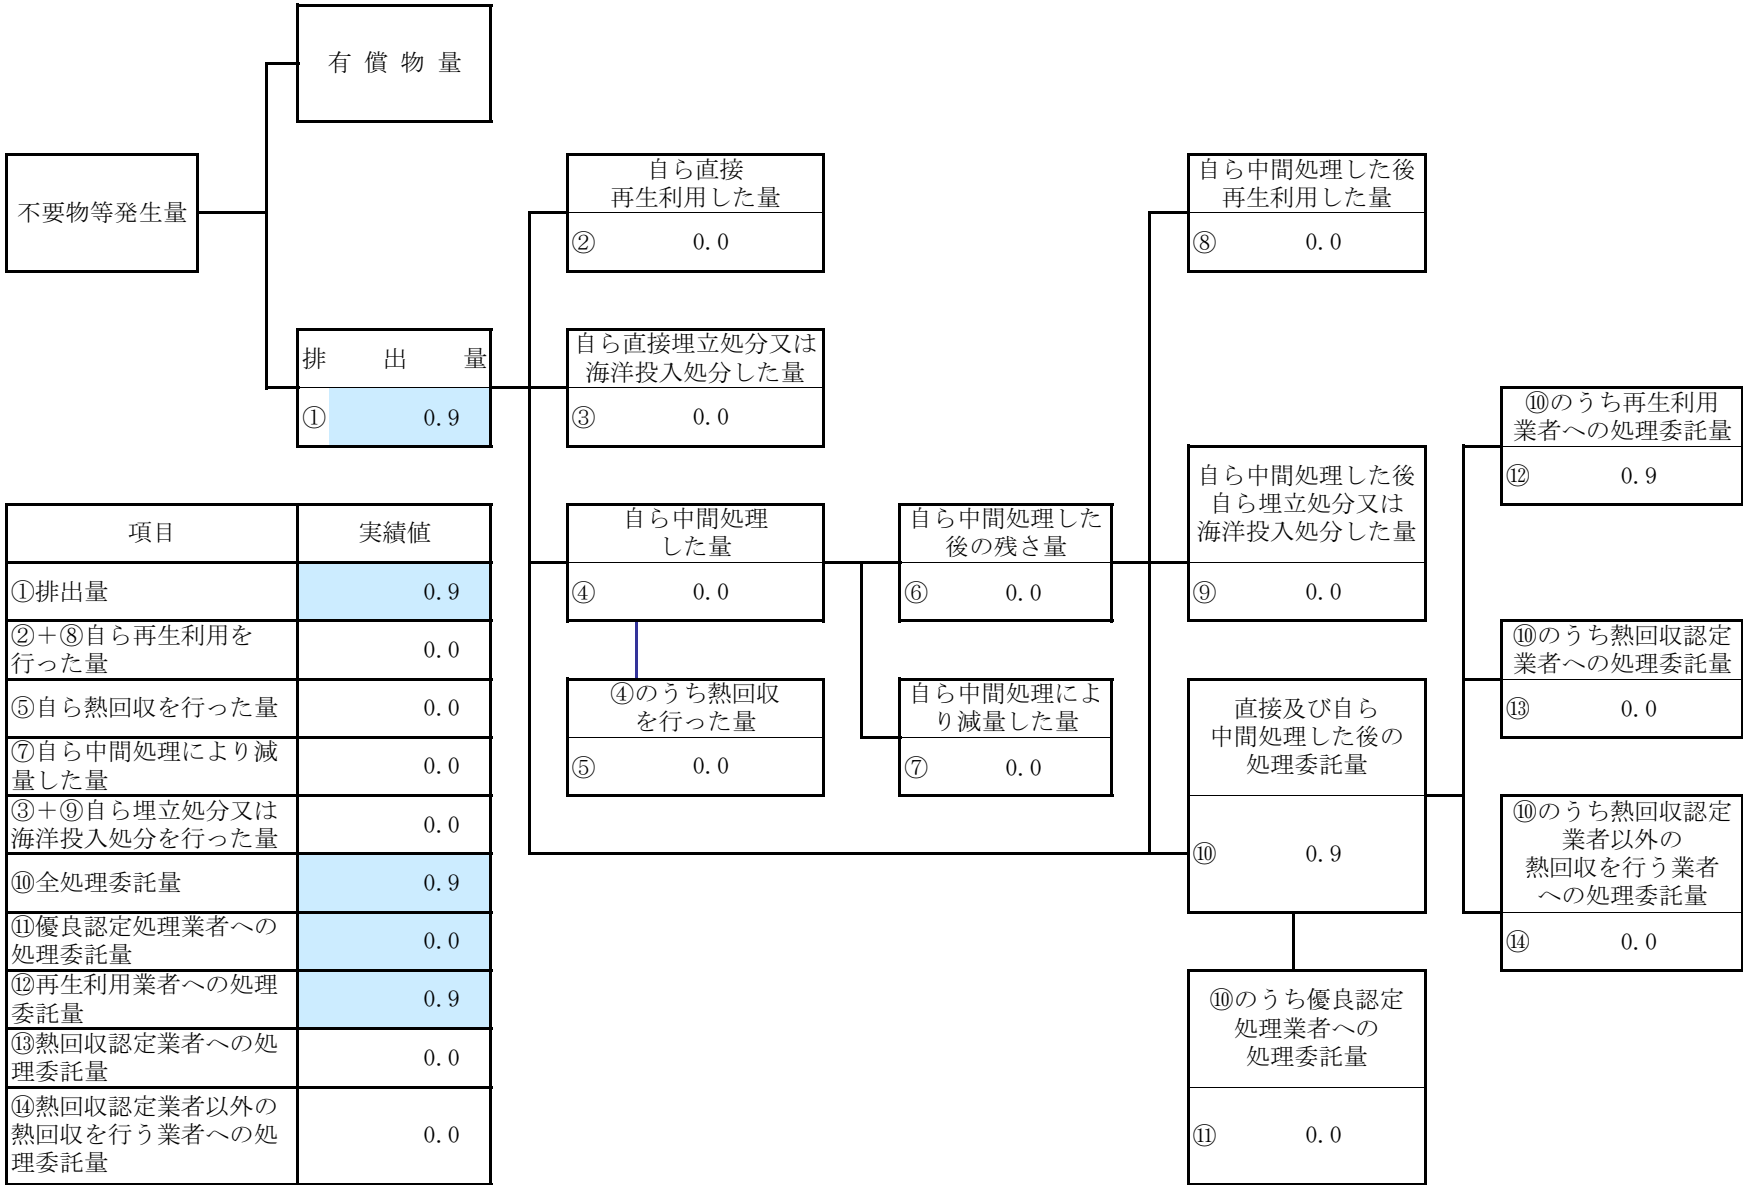 有 償 物 量
不要物等発生量
自ら直接
再生利用した量
② 0.0
自ら中間処理した後
再生利用した量
⑧ 0.0
排 出 量
① 0.9
自ら直接埋立処分又は
海洋投入処分した量
③ 0.0
⑩のうち再生利用
業者への処理委託量
⑫ 0.9
自ら中間処理した後
自ら埋立処分又は
海洋投入処分した量
⑨ 0.0
自ら中間処理
した量
④ 0.0
自ら中間処理した
後の残さ量
⑥ 0.0
⑩のうち熱回収認定
業者への処理委託量
⑬ 0.0
④のうち熱回収
を行った量
⑤ 0.0
自ら中間処理によ
り減量した量
⑦ 0.0
直接及び自ら
中間処理した後の
処理委託量
⑩ 0.9
⑩のうち熱回収認定
業者以外の
熱回収を行う業者
への処理委託量
⑭ 0.0
⑩のうち優良認定
処理業者への
処理委託量
⑪ 0.0
項目 実績値
①排出量 0.9
②+⑧自ら再生利用を
行った量 0.0
⑤自ら熱回収を行った量 0.0
⑦自ら中間処理により減
量した量 0.0
③+⑨自ら埋立処分又は
海洋投入処分を行った量 0.0
⑩全処理委託量 0.9
⑪優良認定処理業者への
処理委託量 0.0
⑫再生利用業者への処理
委託量 0.9
⑬熱回収認定業者への処
理委託量 0.0
⑭熱回収認定業者以外の
熱回収を行う業者への処
理委託量 0.0